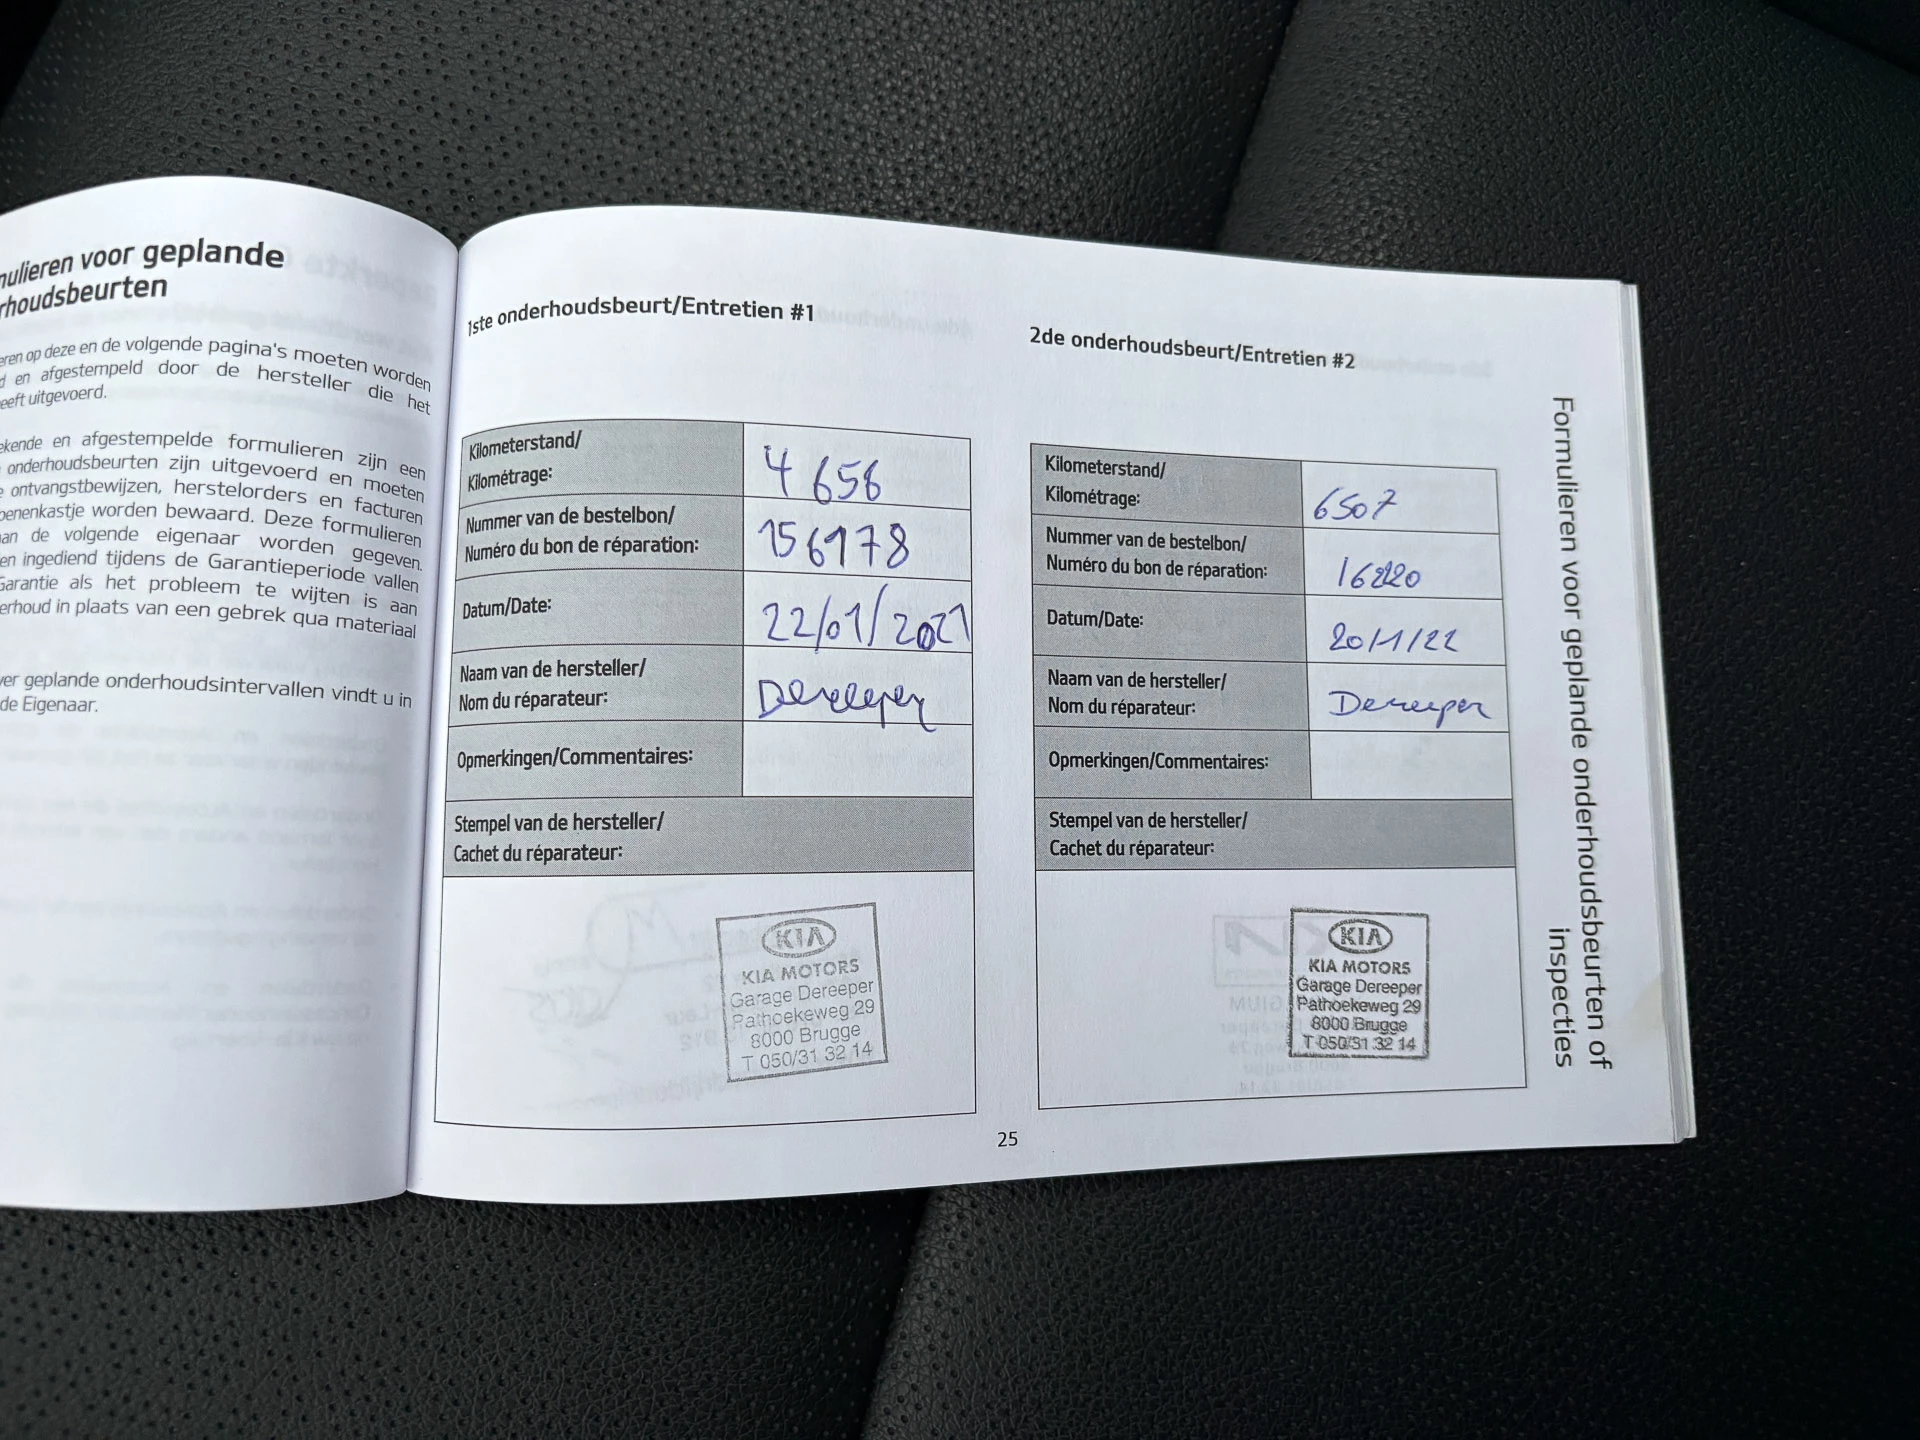 mulieren voor geplande
rhoudsbeurten
eren op deze en de volgende pagina's moeten worden
d en afgestempeld door de hersteller die het
eeft uitgevoerd.
ekende en afgestempelde formulieren zijn een
onderhoudsbeurten zijn uitgevoerd en moeten
e ontvangstbewijzen, herstelorders en facturen
oenenkastje worden bewaard. Deze formulieren
aan de volgende eigenaar worden gegeven.
en ingediend tijdens de Garantieperiode vallen
Garantie als het probleem te wijten is aan
erhoud in plaats van een gebrek qua materiaal
ver geplande onderhoudsintervallen vindt u in
de Eigenaar.
1ste onderhoudsbeurt/Entretien #1
Kilometerstand/
Kilométrage:
4 656
Nummer van de bestelbon/
Numéro du bon de réparation:
156178
Datum/Date:
22/01/2021
Naam van de hersteller/
Nom du réparateur:
Dereeper
Opmerkingen/Commentaires:
Stempel van de hersteller/
Cachet du réparateur:
KIA
KIA MOTORS
Garage Dereeper
Pathoekeweg 29
8000 Brugge
T 050/31 32 14
2de onderhoudsbeurt/Entretien #2
Kilometerstand/
Kilométrage:
6507
Nummer van de bestelbon/
Numéro du bon de réparation:
Datum/Date:
20/1/22
Naam van de hersteller/
Nom du réparateur:
Dereeper
Opmerkingen/Commentaires:
Stempel van de hersteller/
Cachet du réparateur:
KIA
KIA MOTORS
Garage Dereeper
Pathoekeweg 29
8000 Brugge
T 050/31 32 14
Formulieren voor geplande onderhoudsbeurten of
inspecties
25